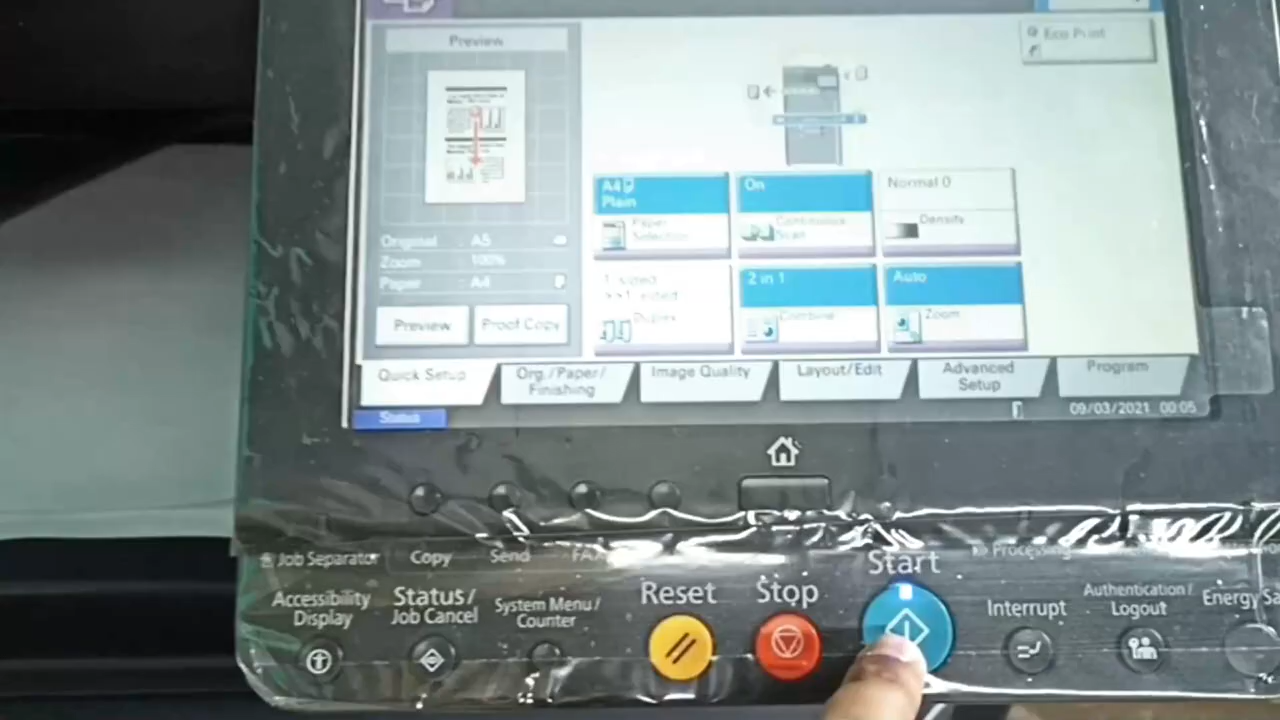 Preview
Eco Print
A4
Plain
Paper
Selection
On
Continuous
Scan
Normal 0
Density
Original : A5
Zoom : 100%
Paper : A4
1-sided
>>1-sided
Duplex
2 in 1
Combine
Auto
Zoom
Preview
Proof Copy
Quick Setup
Org./Paper/
Finishing
Image Quality
Layout/Edit
Advanced
Setup
Program
Status
09/03/2021 00:05
Job Separator
Copy
Send
FAX
Start
Processing
Accessibility
Display
Status/
Job Cancel
System Menu/
Counter
Reset
Stop
Interrupt
Authentication/
Logout
Energy